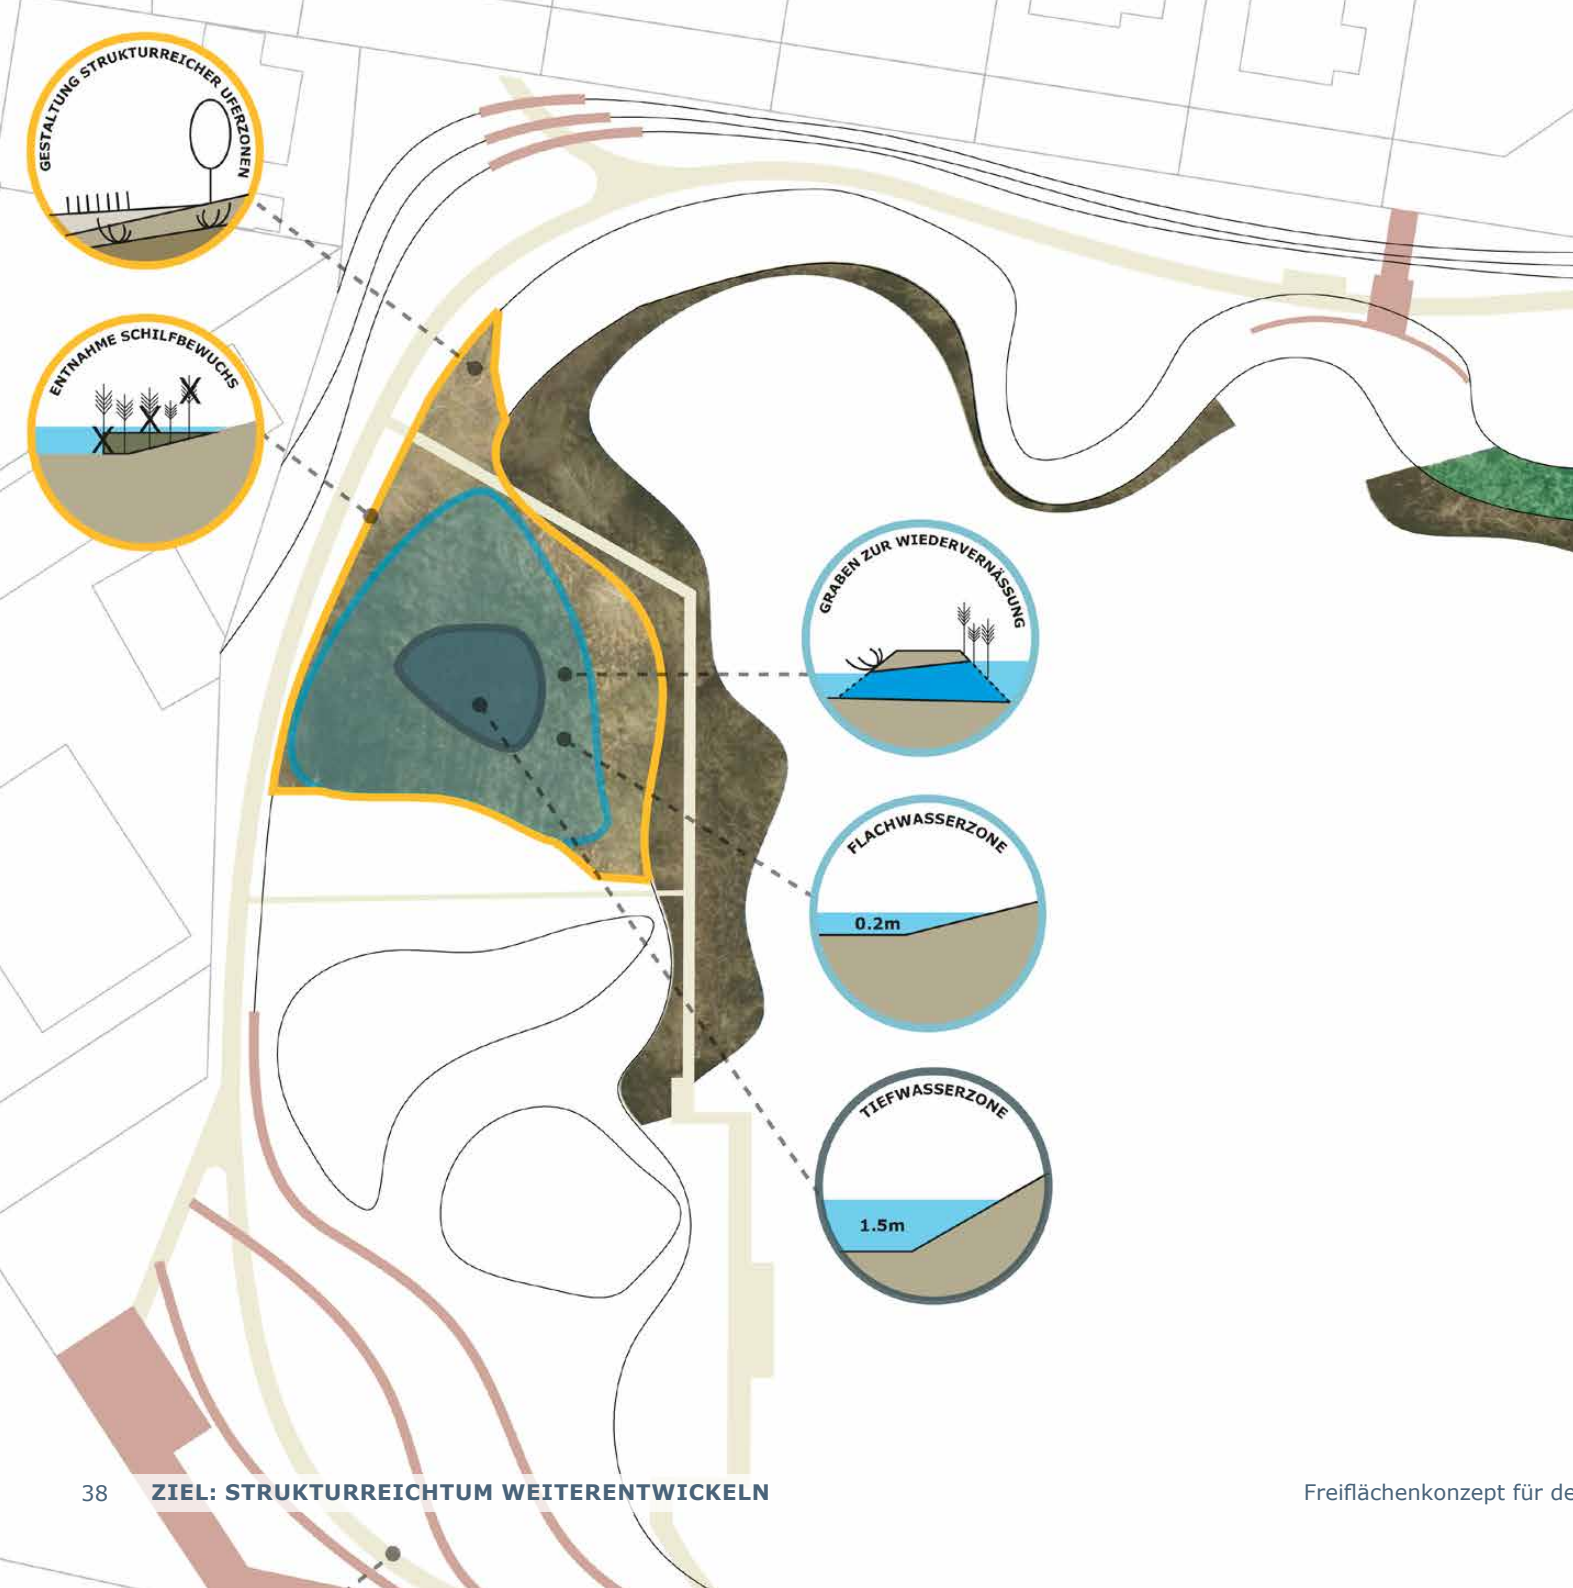 GESTALTUNG STRUKTURREICHER UFERZONEN
ENTNAHME SCHILFBEWUCHS
GRABEN ZUR WIEDERVERNÄSSUNG
FLACHWASSERZONE
0.2m
TIEFWASSERZONE
1.5m
38 ZIEL: STRUKTURREICHTUM WEITERENTWICKELN
Freiflächenkonzept für de